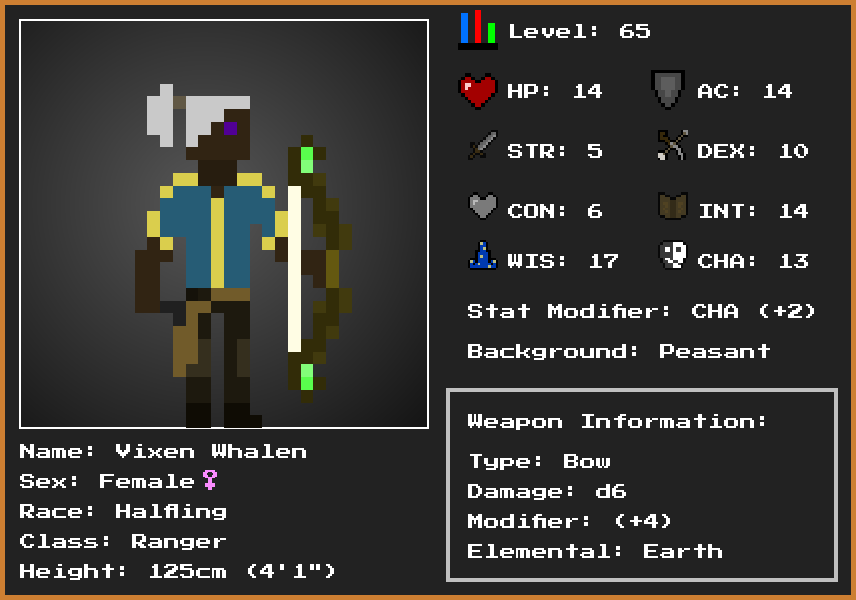 Level: 65
HP: 14 AC: 14
STR: 5 DEX: 10
CON: 6 INT: 14
WIS: 17 CHA: 13
Stat Modifier: CHA (+2)
Background: Peasant
Weapon Information:
Type: Bow
Damage: d6
Modifier: (+4)
Elemental: Earth
Name: Vixen Whalen
Sex: Female♀
Race: Halfling
Class: Ranger
Height: 125cm (4'1")